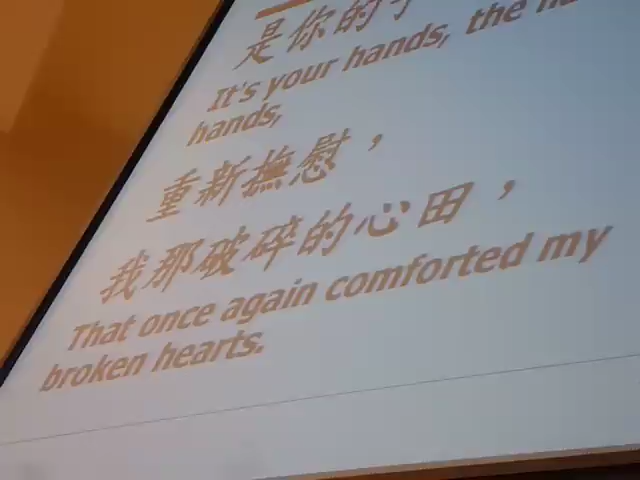 是你的手
It's your hands, the
hands,
重新撫慰，
我那破碎的心田，
That once again comforted my
broken hearts.